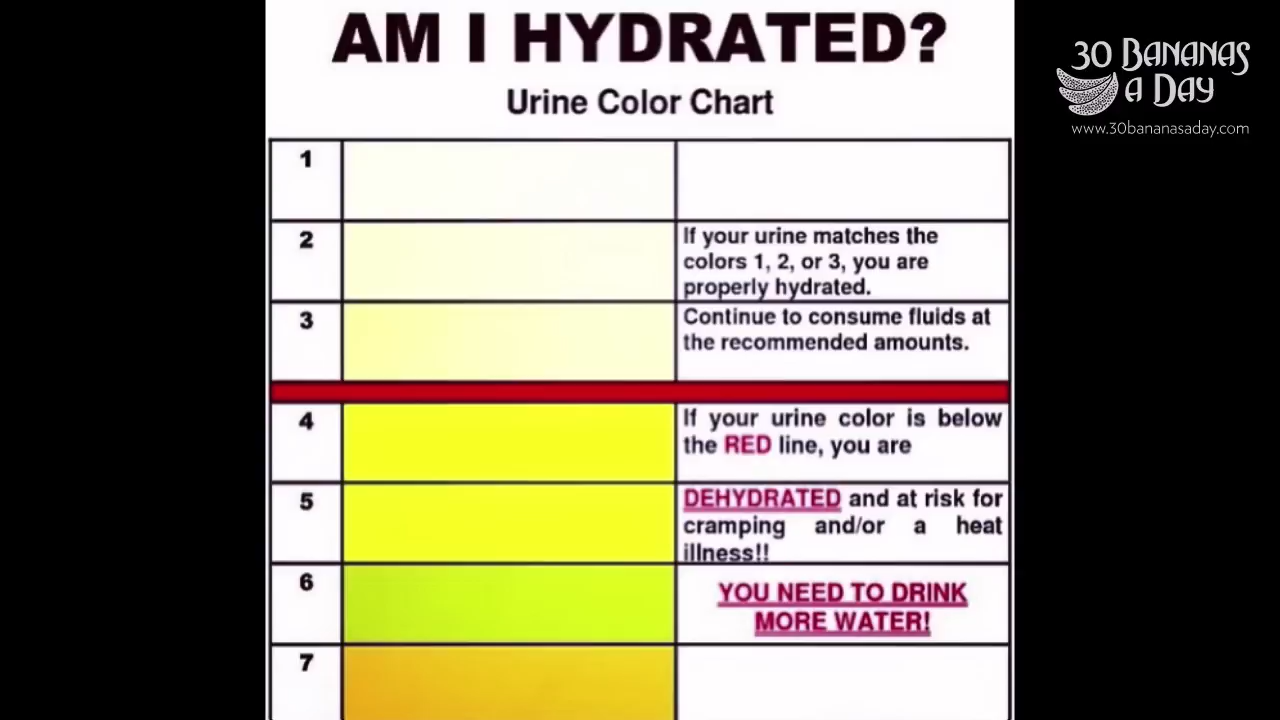 AM I HYDRATED?
Urine Color Chart
30 BANANAS
A DAY
www.30bananasaday.com
1
2
If your urine matches the
colors 1, 2, or 3, you are
properly hydrated.
3
Continue to consume fluids at
the recommended amounts.
4
If your urine color is below
the RED line, you are
5
DEHYDRATED and at risk for
cramping and/or a heat
illness!!
6
YOU NEED TO DRINK
MORE WATER!
7